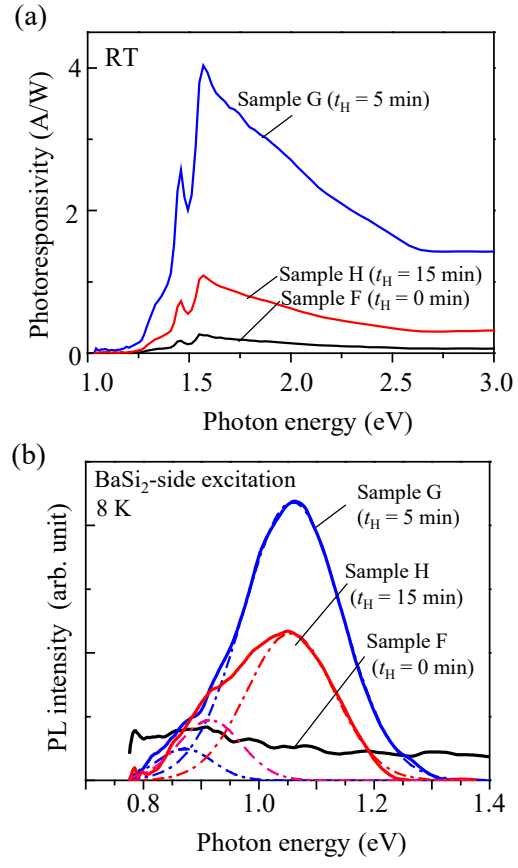 (a)
RT
Sample G (tH = 5 min)
Sample H (tH = 15 min)
Sample F (tH = 0 min)
Photoresponsivity (A/W)
4
2
0
1.0
1.5
2.0
2.5
3.0
Photon energy (eV)
(b)
BaSi2-side excitation
8 K
Sample G
(tH = 5 min)
Sample H
(tH = 15 min)
Sample F
(tH = 0 min)
PL intensity (arb. unit)
0.8
1.0
1.2
1.4
Photon energy (eV)